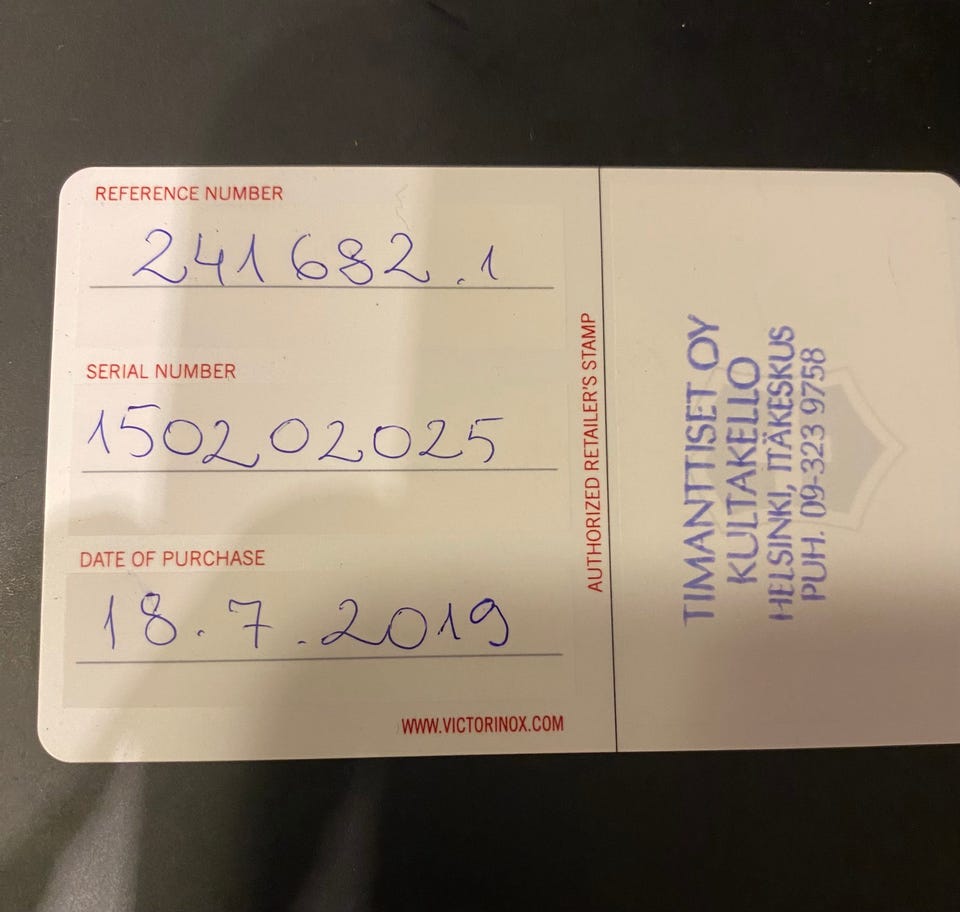 REFERENCE NUMBER
241682.1
SERIAL NUMBER
150202025
DATE OF PURCHASE
18.7.2019
WWW.VICTORINOX.COM
AUTHORIZED RETAILER'S STAMP
TIMANTTISET OY
KULTAKELLO
HELSINKI, ITÄKESKUS
PUH. 09-323 9758